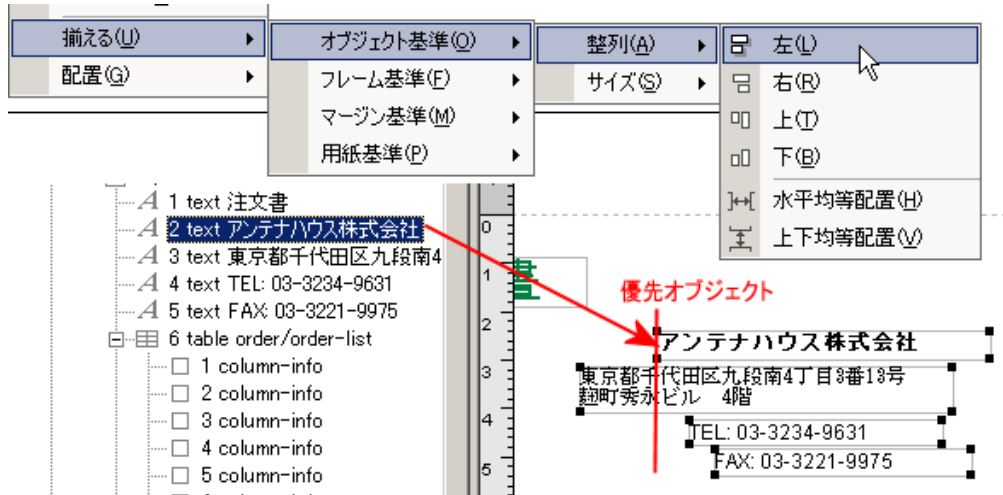 揃える(U)
配置(G)
オブジェクト基準(O)
フレーム基準(F)
マージン基準(M)
用紙基準(P)
整列(A)
サイズ(S)
左(L)
右(R)
上(T)
下(B)
水平均等配置(H)
上下均等配置(V)
1 text 注文書
2 text アンテナハウス株式会社
3 text 東京都千代田区九段南4
4 text TEL: 03-3234-9631
5 text FAX: 03-3221-9975
6 table order/order-list
1 column-info
2 column-info
3 column-info
4 column-info
5 column-info
0
1
2
3
4
5
書
優先オブジェクト
アンテナハウス株式会社
東京都千代田区九段南4丁目3番13号
麹町秀永ビル 4階
TEL: 03-3234-9631
FAX: 03-3221-9975